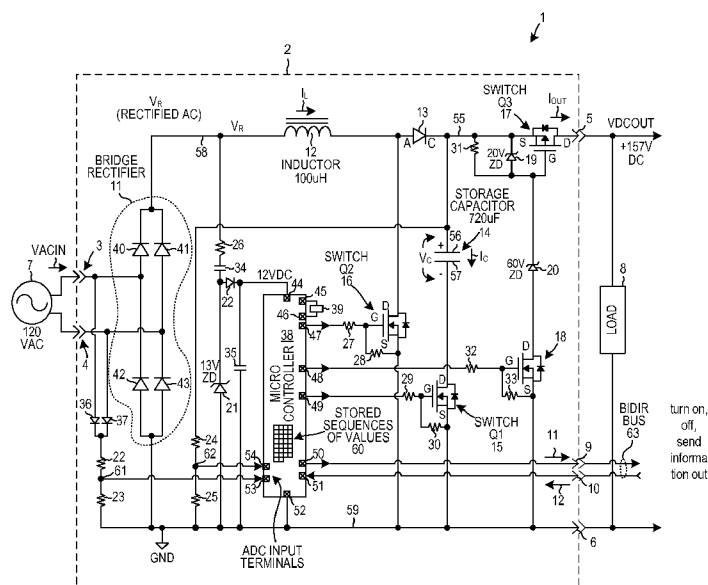 1
2
VR
(RECTIFIED AC)
IL
13
55
SWITCH
Q3
17
IOUT
5
VDCOUT
+157V
DC
58
VR
12
INDUCTOR
100uH
A
C
31
20V
ZD
19
S
D
G
BRIDGE
RECTIFIER
11
STORAGE
CAPACITOR
720uF
14
26
34
VACIN
3
40
41
7
120
VAC
4
22
12VDC
44
45
46
39
47
SWITCH
Q2
16
VC
+
-
56
57
IC
60V
ZD
20
8
LOAD
G
D
S
27
28
38
MICRO
CONTROLLER
35
13V
ZD
21
42
43
36
37
48
32
18
D
G
S
33
49
29
G
D
S
30
SWITCH
Q1
15
STORED
SEQUENCES
OF VALUES
60
BIDIR
BUS
63
turn on,
off,
send
informa
tion out
24
62
54
50
11
9
22
61
53
51
12
10
23
25
52
59
6
GND
ADC INPUT
TERMINALS